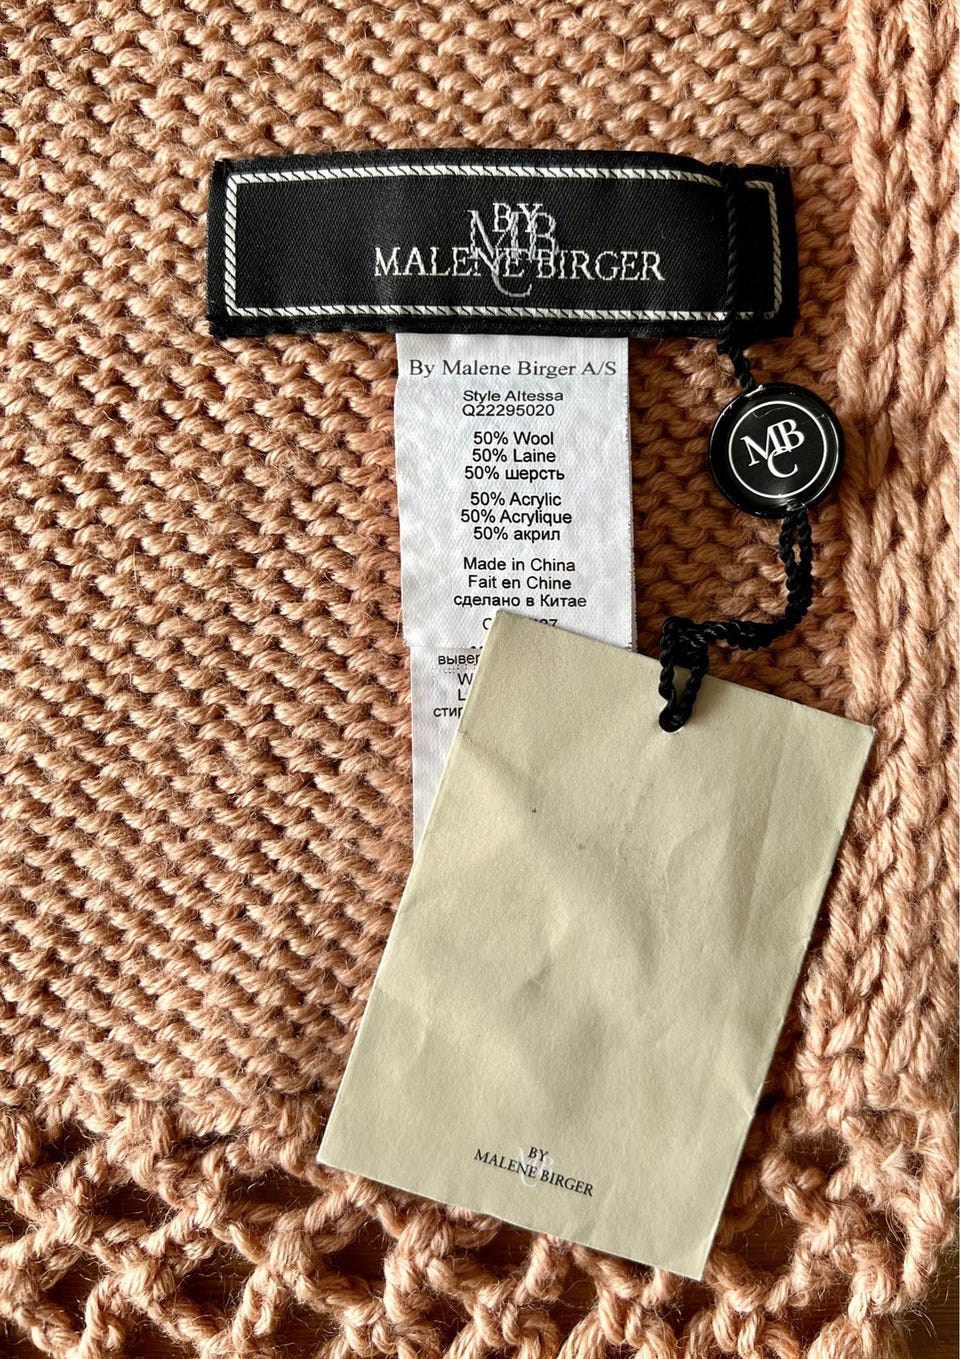 BY
MBC
MALENE BIRGER
By Malene Birger A/S
Style Altessa
Q22295020
50% Wool
50% Laine
50% шерсть
50% Acrylic
50% Acrylique
50% акрил
Made in China
Fait en Chine
сделано в Китае
MB
C
BY
MALENE BIRGER